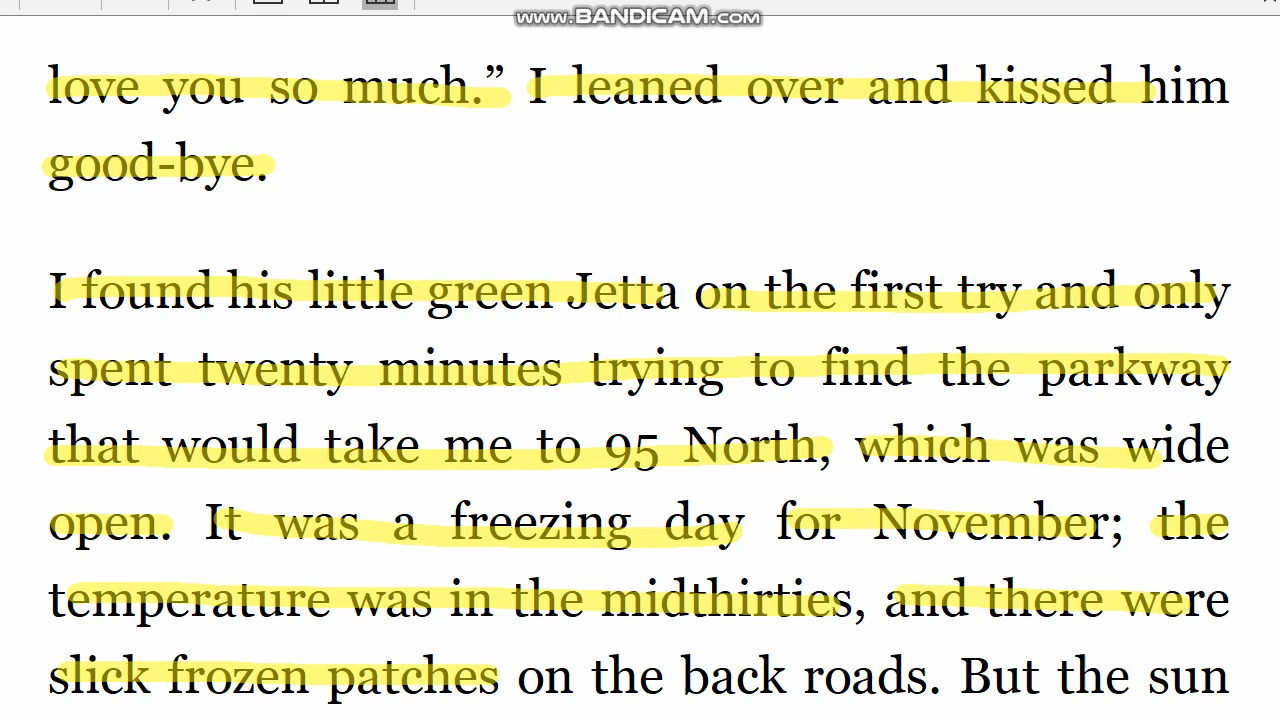 www.BANDICAM.com
love you so much.” I leaned over and kissed him
good-bye.
I found his little green Jetta on the first try and only
spent twenty minutes trying to find the parkway
that would take me to 95 North, which was wide
open. It was a freezing day for November; the
temperature was in the midthirties, and there were
slick frozen patches on the back roads. But the sun